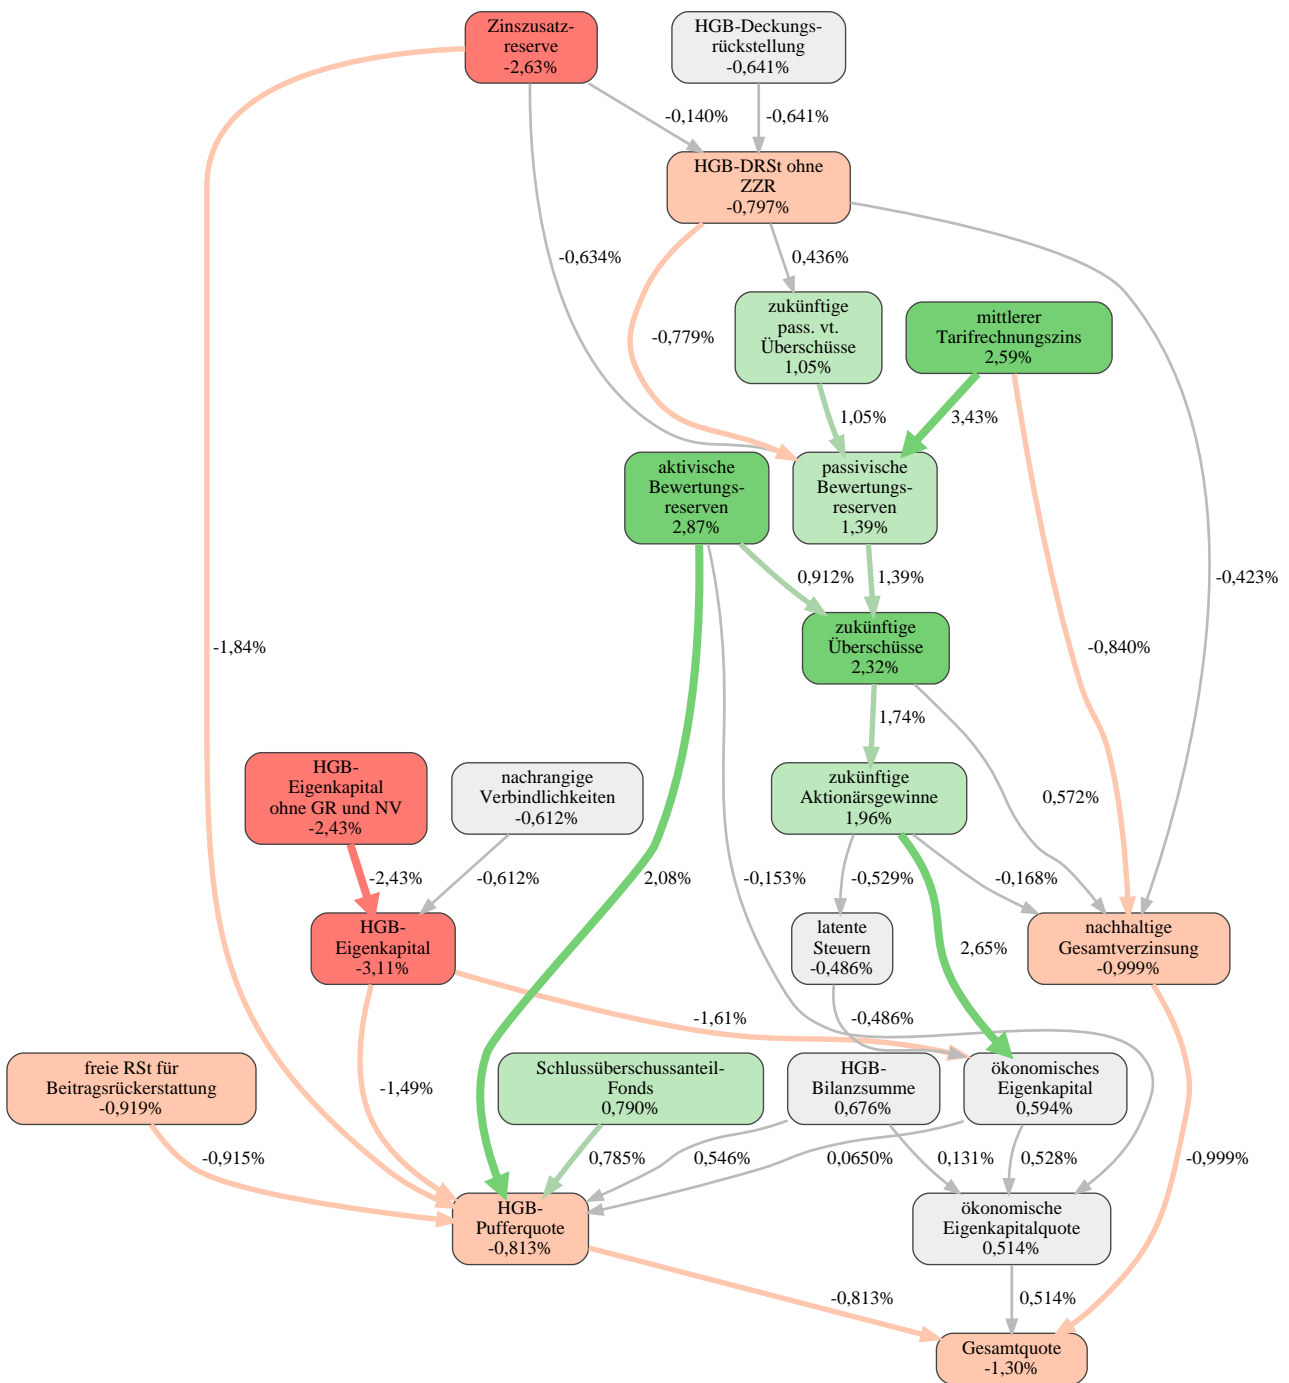 Zinszusatz-
reserve
-2,63%
HGB-Deckungs-
rückstellung
-0,641%
-0,140%
-0,641%
HGB-DRSt ohne
ZZR
-0,797%
-0,634%
0,436%
-0,779%
zukünftige
pass. vt.
Überschüsse
1,05%
mittlerer
Tarifrechnungszins
2,59%
1,05%
3,43%
aktivische
Bewertungs-
reserven
2,87%
passivische
Bewertungs-
reserven
1,39%
0,912%
1,39%
-0,423%
zukünftige
Überschüsse
2,32%
-1,84%
-0,840%
1,74%
HGB-
Eigenkapital
ohne GR und NV
-2,43%
nachrangige
Verbindlichkeiten
-0,612%
zukünftige
Aktionärsgewinne
1,96%
0,572%
-2,43%
-0,612%
2,08%
-0,153%
-0,529%
-0,168%
HGB-
Eigenkapital
-3,11%
latente
Steuern
-0,486%
2,65%
nachhaltige
Gesamtverzinsung
-0,999%
-1,61%
-0,486%
freie RSt für
Beitragsrückerstattung
-0,919%
-1,49%
Schlussüberschussanteil-
Fonds
0,790%
HGB-
Bilanzsumme
0,676%
ökonomisches
Eigenkapital
0,594%
-0,915%
0,785%
0,546%
0,0650%
0,131%
0,528%
-0,999%
HGB-
Pufferquote
-0,813%
ökonomische
Eigenkapitalquote
0,514%
-0,813%
0,514%
Gesamtquote
-1,30%